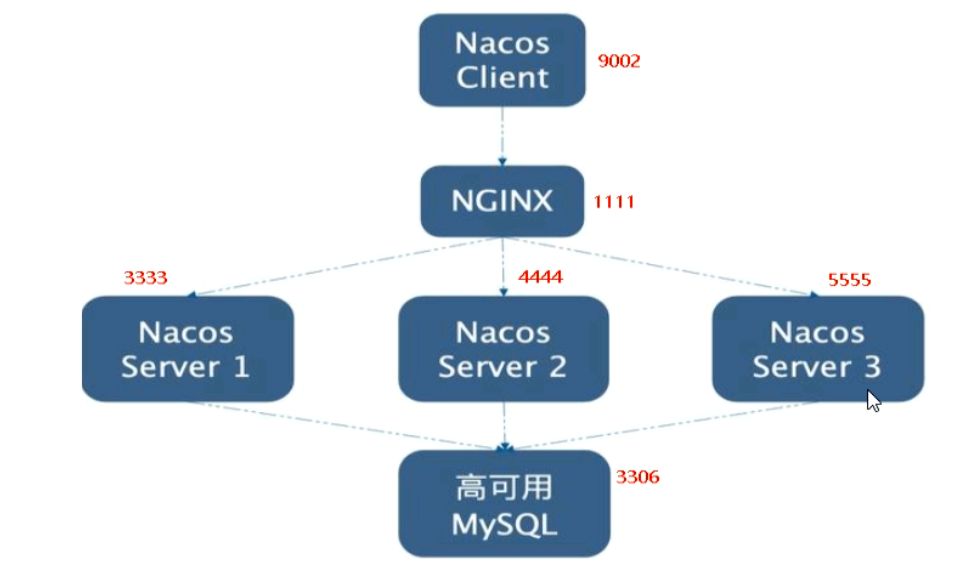 Nacos
Client
9002
NGINX
1111
3333
4444
5555
Nacos
Server 1
Nacos
Server 2
Nacos
Server 3
高可用
MySQL
3306